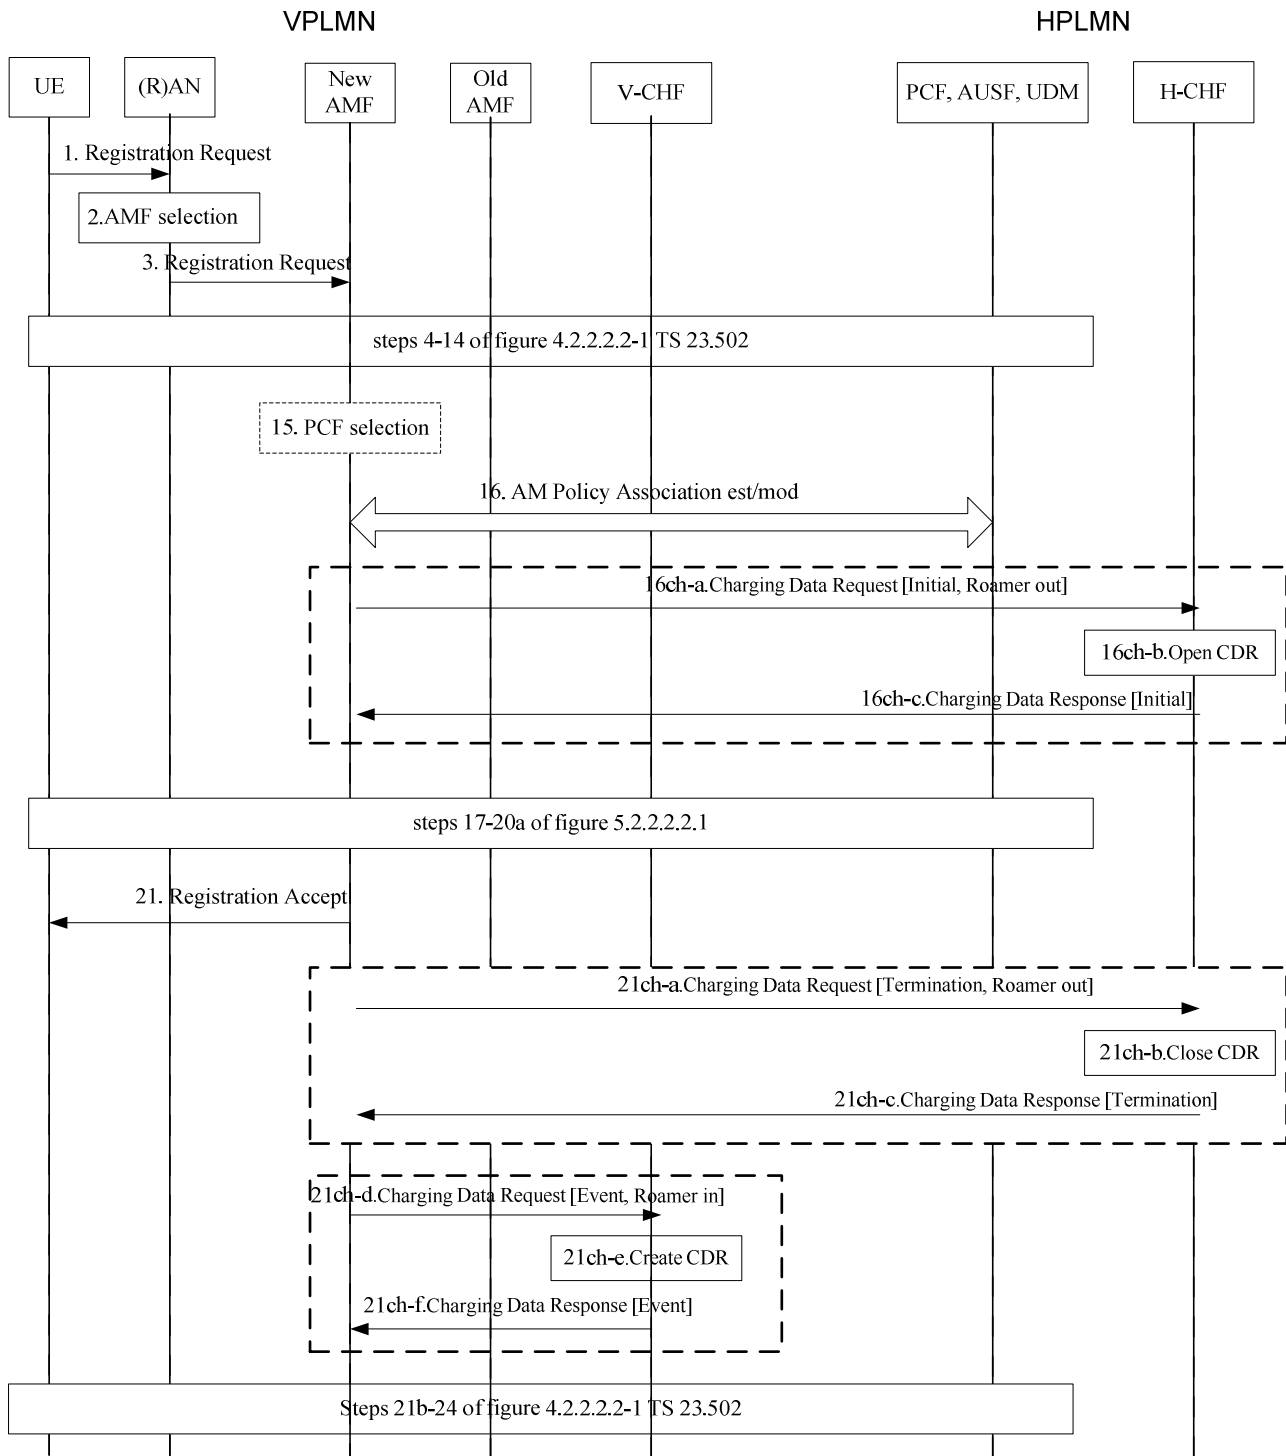 VPLMN
HPLMN
UE
(R)AN
New
AMF
Old
AMF
V-CHF
PCF, AUSF, UDM
H-CHF
1. Registration Request
2.AMF selection
3. Registration Request
steps 4-14 of figure 4.2.2.2.2-1 TS 23.502
15. PCF selection
16. AM Policy Association est/mod
16ch-a.Charging Data Request [Initial, Roamer out]
16ch-b.Open CDR
16ch-c.Charging Data Response [Initial]
steps 17-20a of figure 5.2.2.2.2.1
21. Registration Accept
21ch-a.Charging Data Request [Termination, Roamer out]
21ch-b.Close CDR
21ch-c.Charging Data Response [Termination]
21ch-d.Charging Data Request [Event, Roamer in]
21ch-e.Create CDR
21ch-f.Charging Data Response [Event]
Steps 21b-24 of figure 4.2.2.2.2-1 TS 23.502